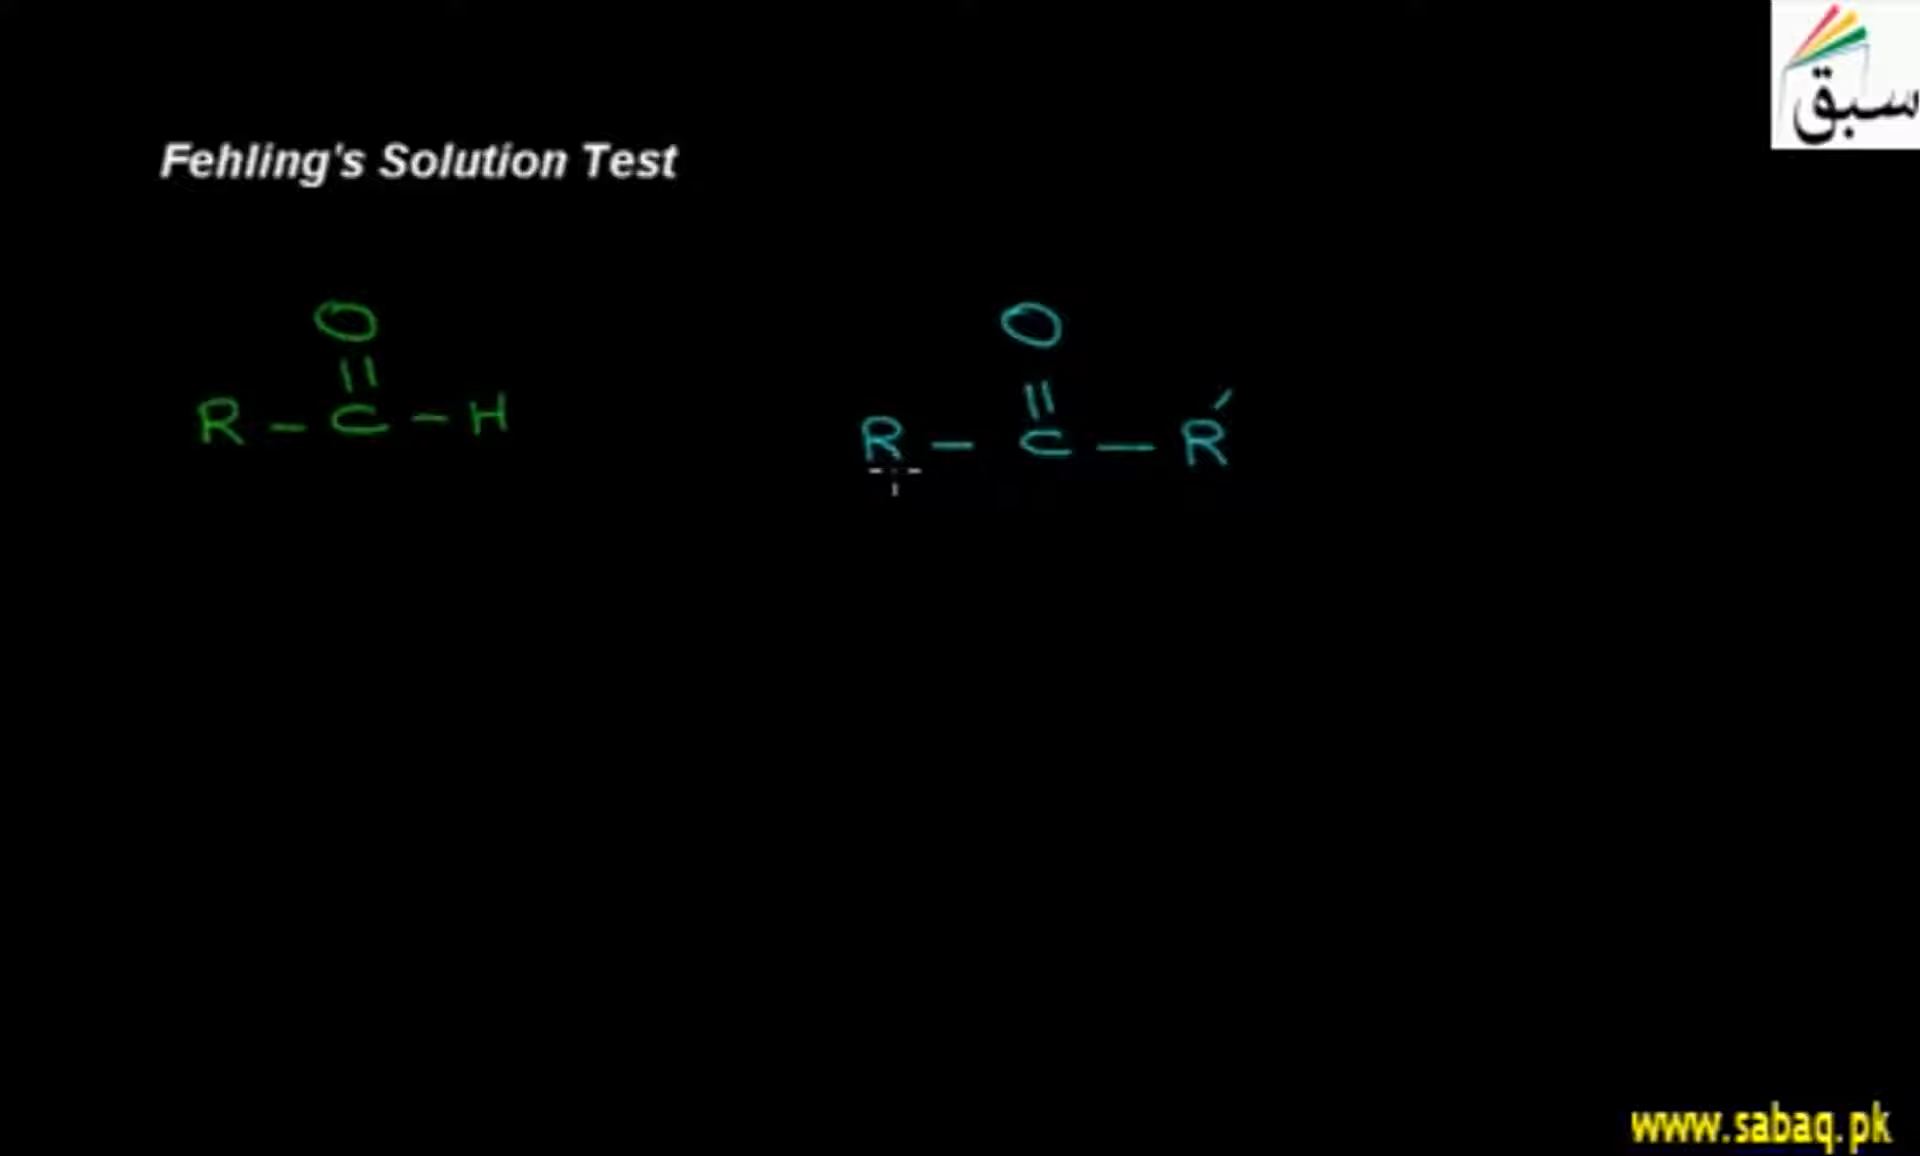 سبق
Fehling's Solution Test
O O
|| ||
R – C – H R – C – R′
www.sabaq.pk